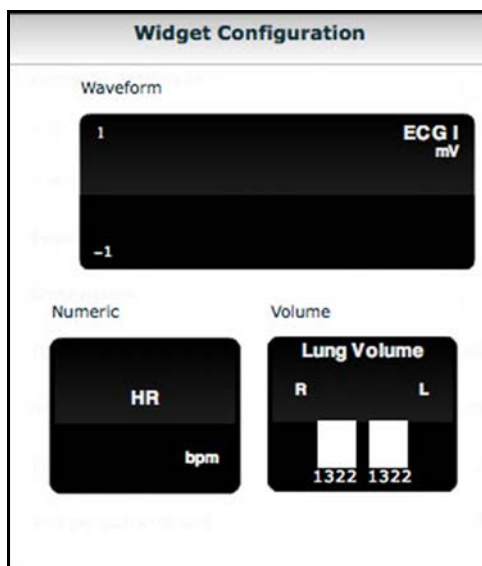 Widget Configuration
Waveform
1 ECG I
mV
-1
Numeric Volume
HR
bpm
Lung Volume
R L
1322 1322